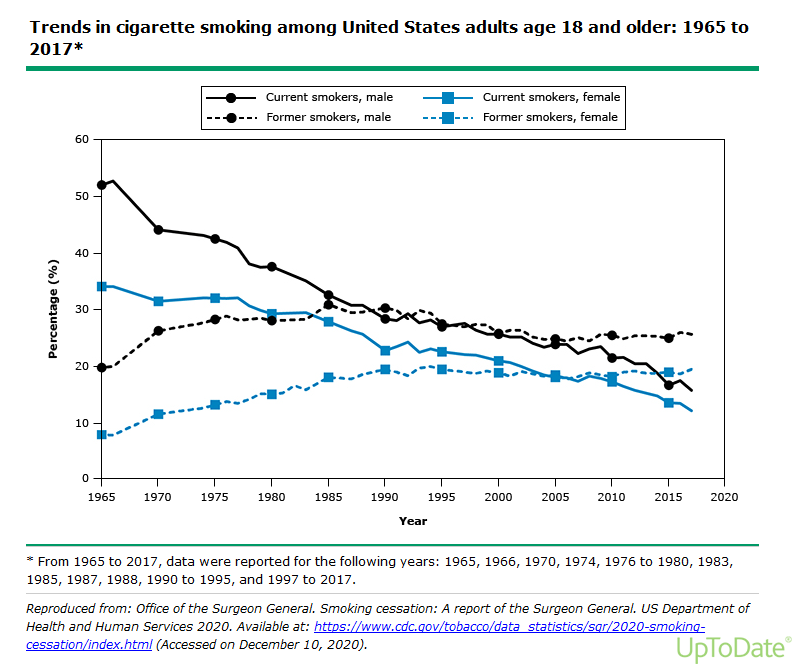 Trends in cigarette smoking among United States adults age 18 and older: 1965 to
2017*
Current smokers, male
Current smokers, female
Former smokers, male
Former smokers, female
60
50
40
30
20
10
0
Percentage (%)
1965 1970 1975 1980 1985 1990 1995 2000 2005 2010 2015 2020
Year
* From 1965 to 2017, data were reported for the following years: 1965, 1966, 1970, 1974, 1976 to 1980, 1983,
1985, 1987, 1988, 1990 to 1995, and 1997 to 2017.
Reproduced from: Office of the Surgeon General. Smoking cessation: A report of the Surgeon General. US Department of
Health and Human Services 2020. Available at: https://www.cdc.gov/tobacco/data_statistics/sgr/2020-smoking-
cessation/index.html (Accessed on December 10, 2020).
UpToDate®